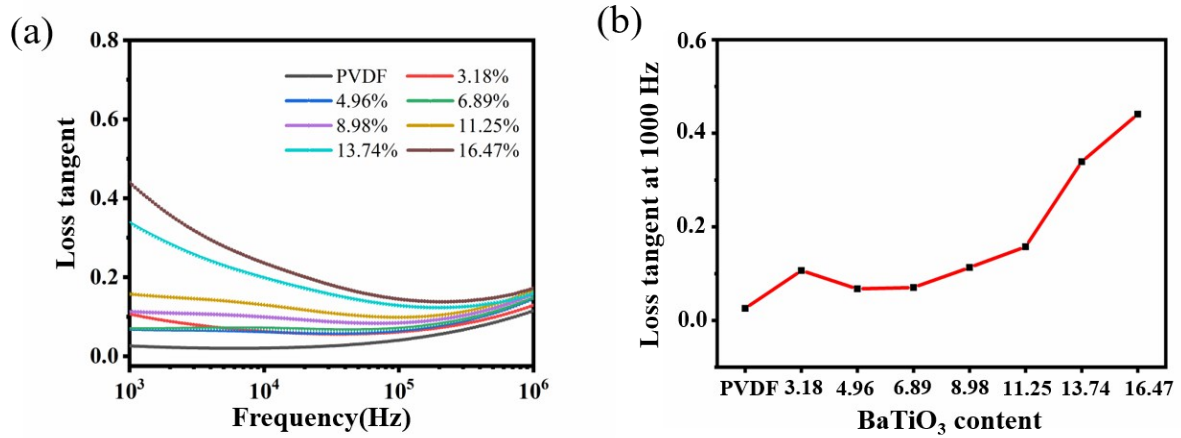 (a)
0.8
0.6
0.4
0.2
0.0
Loss tangent
PVDF 3.18%
4.96% 6.89%
8.98% 11.25%
13.74% 16.47%
10³ 10⁴ 10⁵ 10⁶
Frequency(Hz)
(b)
0.6
0.4
0.2
0.0
Loss tangent at 1000 Hz
PVDF 3.18 4.96 6.89 8.98 11.25 13.74 16.47
BaTiO₃ content